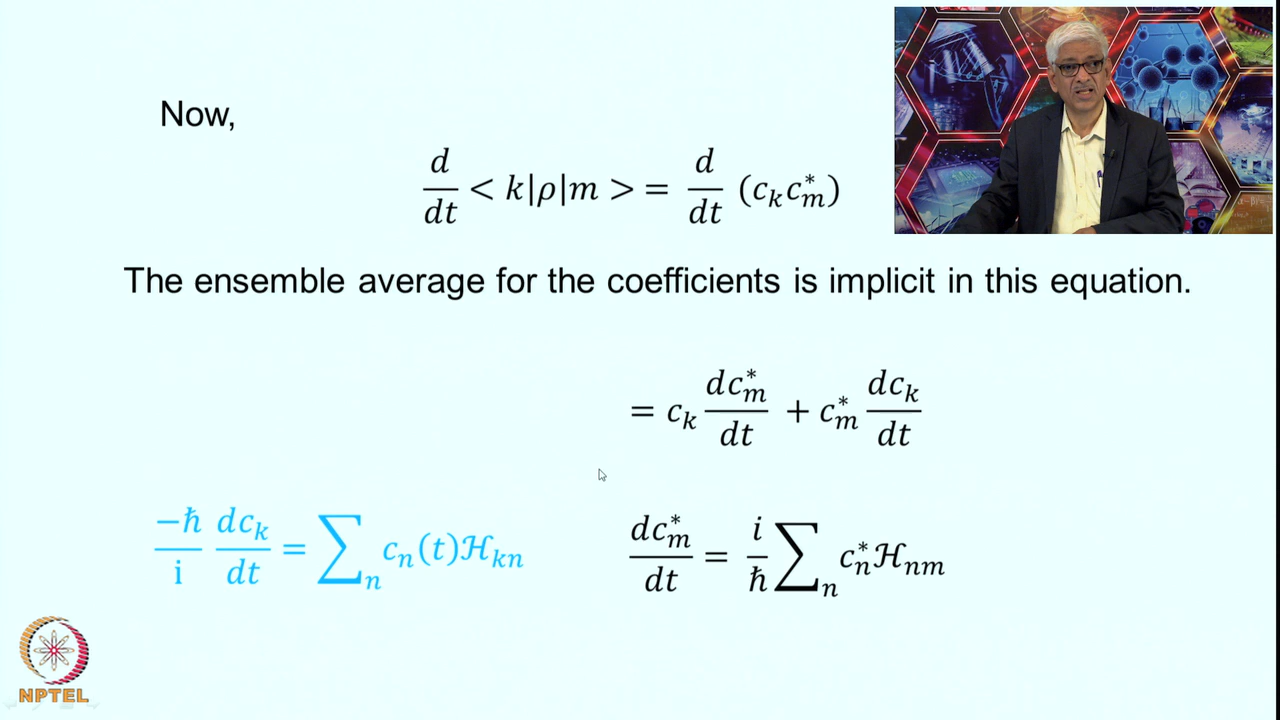 Now,
d/dt < k|ρ|m > = d/dt (c_k c_m^*)
The ensemble average for the coefficients is implicit in this equation.
= c_k dc_m^*/dt + c_m^* dc_k/dt
−ħ/i dc_k/dt = ∑_n c_n(t)ℋ_kn
dc_m^*/dt = i/ħ ∑_n c_n^* ℋ_nm
NPTEL